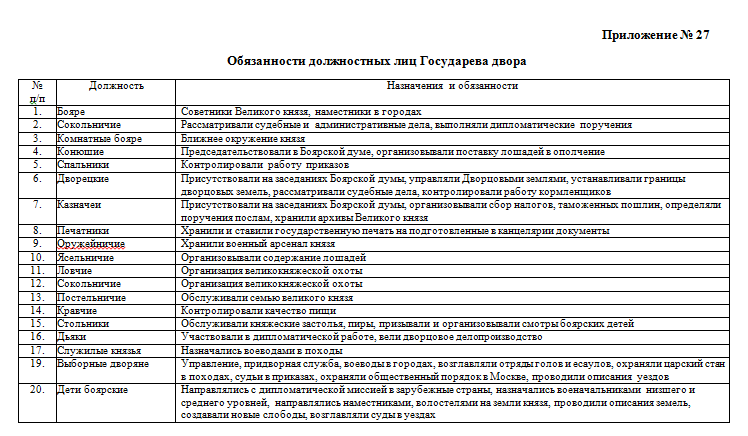 Приложение № 27
Обязанности должностных лиц Государева двора
№ п/п Должность Назначения и обязанности
1. Бояре Советники Великого князя, наместники в городах
2. Сокольничие Рассматривали судебные и административные дела, выполняли дипломатические поручения
3. Комнатные бояре Ближнее окружение князя
4. Конюшие Председательствовали в Боярской думе, организовывали поставку лошадей в ополчение
5. Спальники Контролировали работу приказов
6. Дворецкие Присутствовали на заседаниях Боярской думы, управляли Дворцовыми землями, устанавливали границы
дворцовых земель, рассматривали судебные дела, контролировали работу кормленщиков
7. Казначеи Присутствовали на заседаниях Боярской думы, организовывали сбор налогов, таможенных пошлин, определяли
поручения послам, хранили архивы Великого князя
8. Печатники Хранили и ставили государственную печать на подготовленные в канцелярии документы
9. Оружейничие Хранили военный арсенал князя
10. Ясельничие Организовывали содержание лошадей
11. Ловчие Организация великокняжеской охоты
12. Сокольничие Организация великокняжеской охоты
13. Постельничие Обслуживали семью великого князя
14. Кравчие Контролировали качество пищи
15. Стольники Обслуживали княжеские застолья, пиры, призывали и организовывали смотры боярских детей
16. Дьяки Участвовали в дипломатической работе, вели дворцовое делопроизводство
17. Служилые князья Назначались воеводами в походы
19. Выборные дворяне Управление, придворная служба, воеводы в городах, возглавляли отряды голов и есаулов, охраняли царский стан
в походах, судьи в приказах, охраняли общественный порядок в Москве, проводили описания уездов
20. Дети боярские Направлялись с дипломатической миссией в зарубежные страны, назначались военачальниками низшего и
среднего уровней, направлялись наместниками, волостелями на земли князя, проводили описания земель,
создавали новые слободы, возглавляли суды в уездах